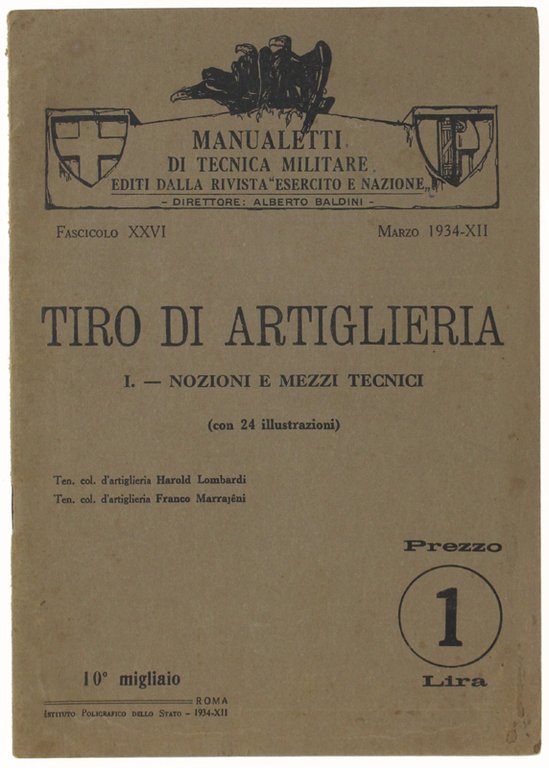 MANUALETTI
DI TECNICA MILITARE
EDITI DALLA RIVISTA "ESERCITO E NAZIONE„
- DIRETTORE: ALBERTO BALDINI -
FASCICOLO XXVI
MARZO 1934-XII
TIRO DI ARTIGLIERIA
I. — NOZIONI E MEZZI TECNICI
(con 24 illustrazioni)
Ten. col. d'artiglieria Harold Lombardi
Ten. col. d'artiglieria Franco Marrajêni
Prezzo
1
Lira
10° migliaio
ROMA
ISTITUTO POLIGRAFICO DELLO STATO - 1934-XII